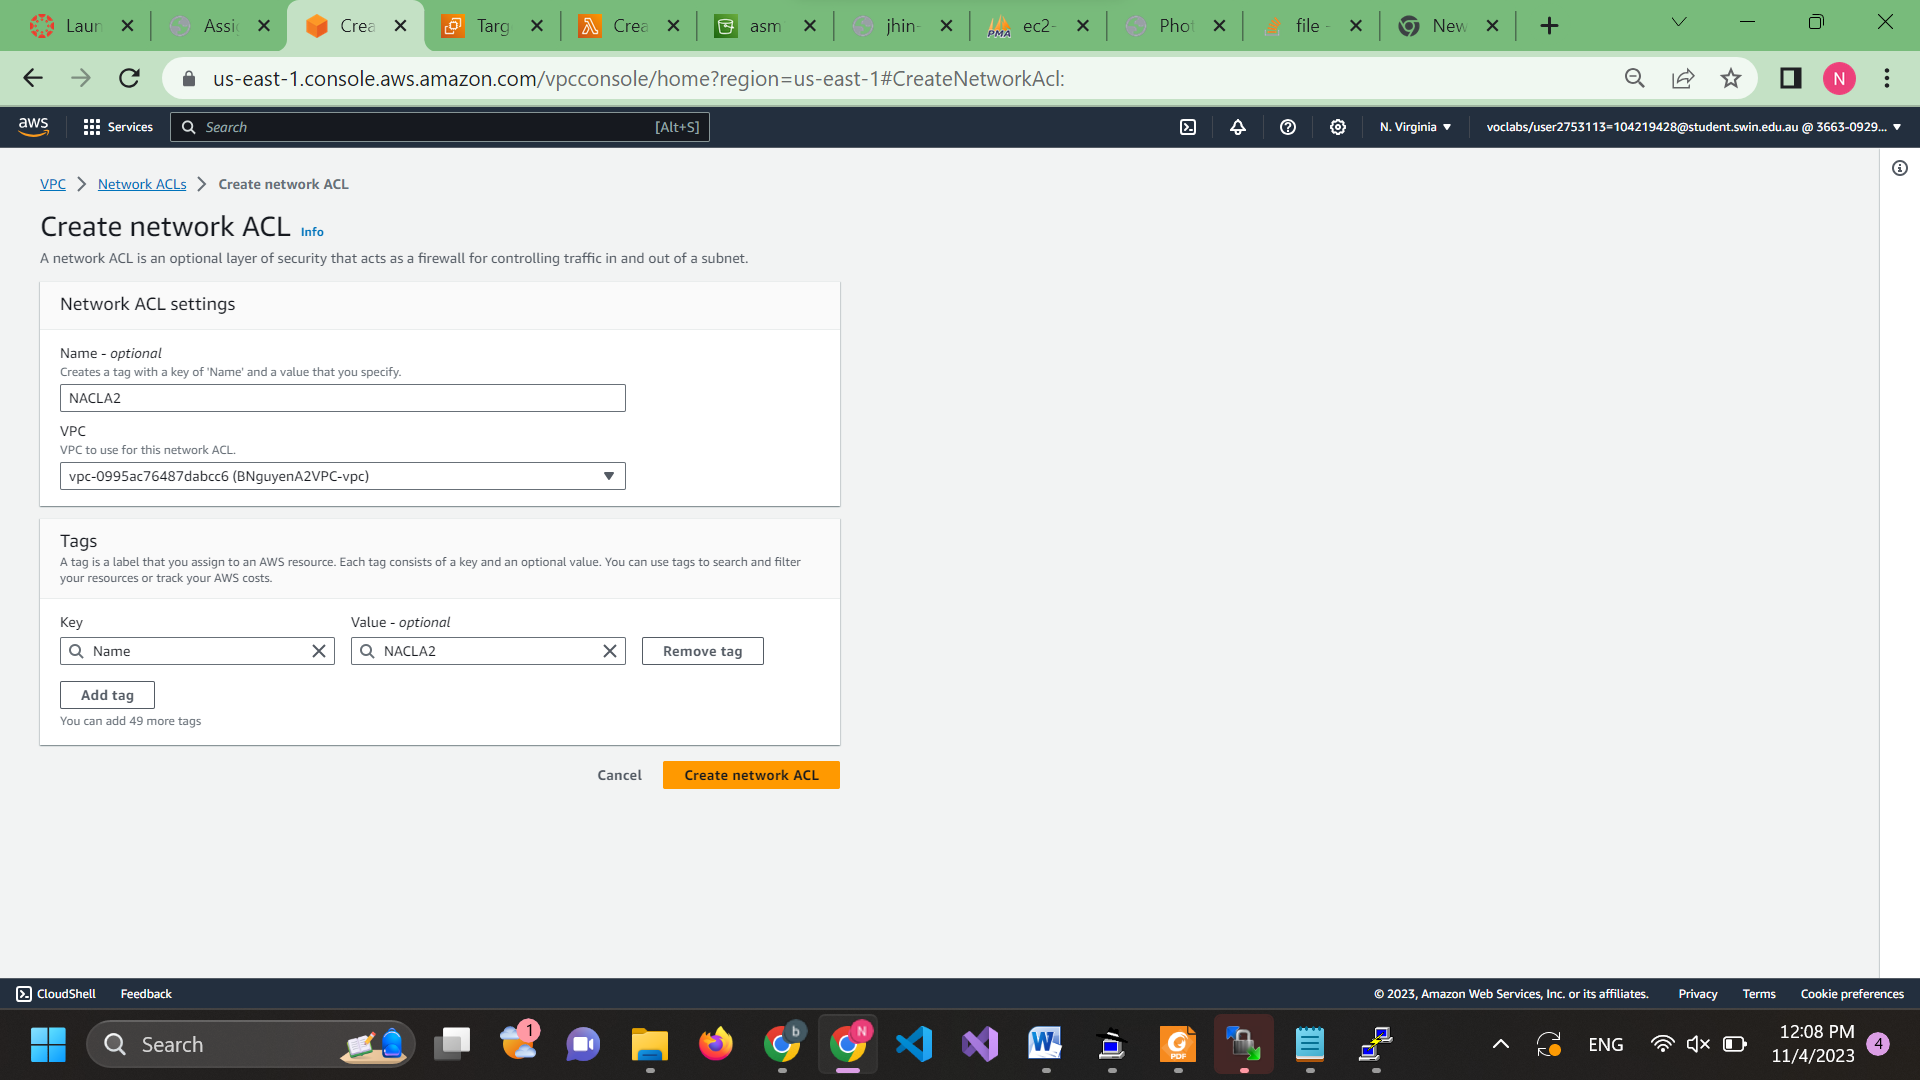 Laun
Assi
Crea
Targ
Crea
asm
jhin-
PMA
ec2-
Phot
file -
New
us-east-1.console.aws.amazon.com/vpcconsole/home?region=us-east-1#CreateNetworkAcl:
N
aws
Services
Search
[Alt+S]
N. Virginia
voclabs/user2753113=104219428@student.swin.edu.au @ 3663-0929...
VPC
Network ACLs
Create network ACL
Create network ACL Info
A network ACL is an optional layer of security that acts as a firewall for controlling traffic in and out of a subnet.
Network ACL settings
Name - optional
Creates a tag with a key of 'Name' and a value that you specify.
NACLA2
VPC
VPC to use for this network ACL.
vpc-0995ac76487dabcc6 (BNguyenA2VPC-vpc)
Tags
A tag is a label that you assign to an AWS resource. Each tag consists of a key and an optional value. You can use tags to search and filter
your resources or track your AWS costs.
Key
Value - optional
Name
NACLA2
Remove tag
Add tag
You can add 49 more tags
Cancel
Create network ACL
CloudShell
Feedback
© 2023, Amazon Web Services, Inc. or its affiliates.
Privacy
Terms
Cookie preferences
Search
1
b
N
W
PDF
ENG
12:08 PM
11/4/2023
4